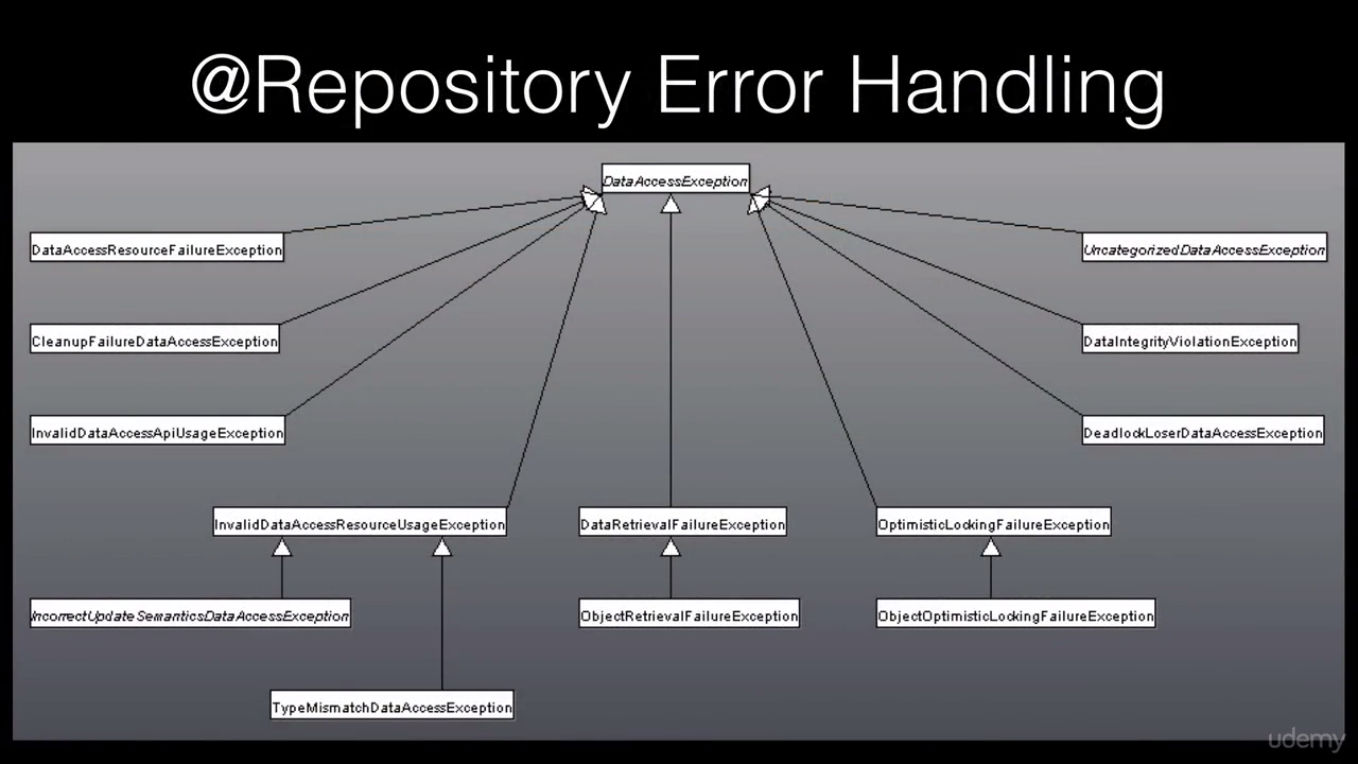 @Repository Error Handling
DataAccessException
DataAccessResourceFailureException
UncategorizedDataAccessException
CleanupFailureDataAccessException
DataIntegrityViolationException
InvalidDataAccessApiUsageException
DeadlockLoserDataAccessException
InvalidDataAccessResourceUsageException
DataRetrievalFailureException
OptimisticLockingFailureException
IncorrectUpdateSemanticsDataAccessException
ObjectRetrievalFailureException
ObjectOptimisticLockingFailureException
TypeMismatchDataAccessException
udemy